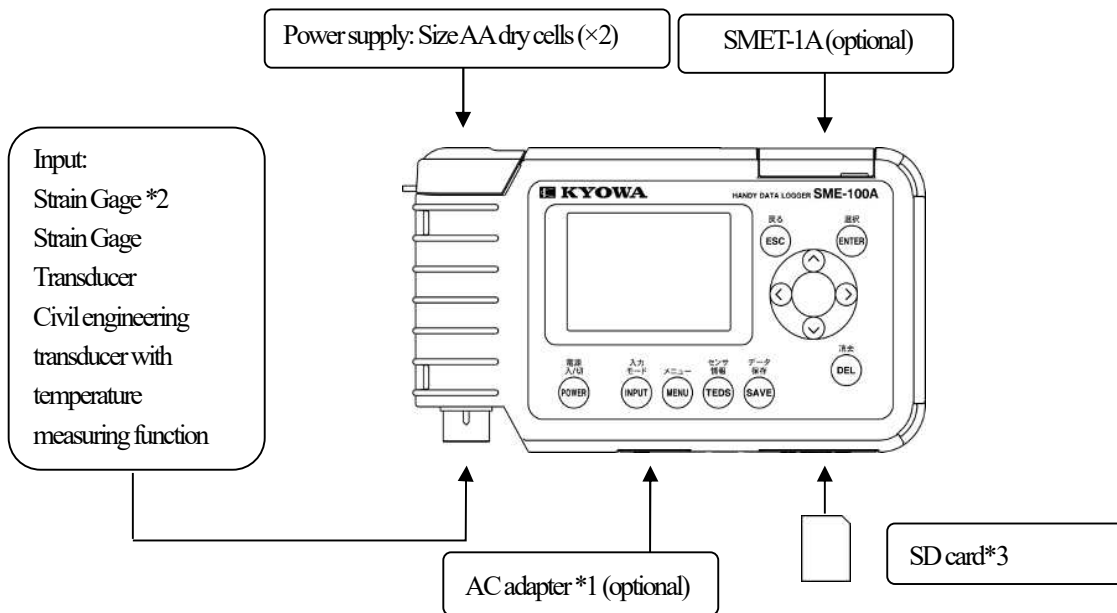 Power supply: Size AA dry cells (×2)
SMET-1A (optional)
Input:
Strain Gage *2
Strain Gage
Transducer
Civil engineering
transducer with
temperature
measuring function
KYOWA
HANDY DATA LOGGER SME-100A
戻る
ESC
選択
ENTER
消去
DEL
電源
入/切
POWER
入力
モード
INPUT
メニュー
MENU
センサ
情報
TEDS
データ
保存
SAVE
AC adapter *1 (optional)
SD card*3